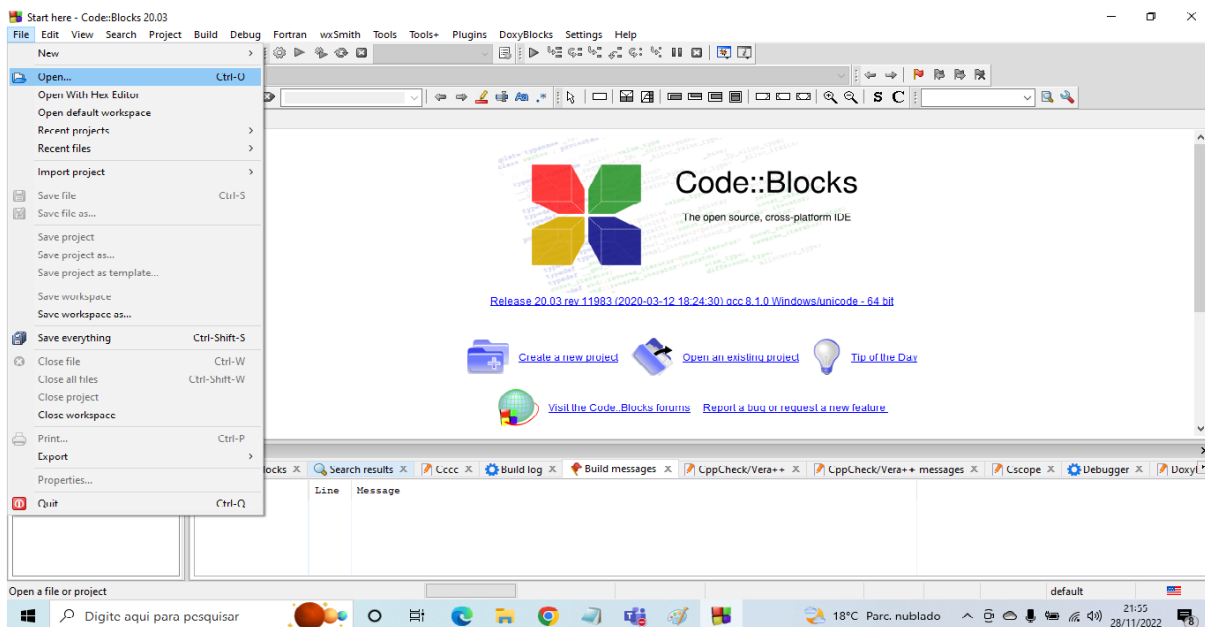 Start here - Code::Blocks 20.03
File Edit View Search Project Build Debug Fortran wxSmith Tools Tools+ Plugins DoxyBlocks Settings Help
New
Open... Ctrl-O
Open With Hex Editor
Open default workspace
Recent projects
Recent files
Import project
Save file Ctrl-S
Save file as...
Save project
Save project as...
Save project as template...
Save workspace
Save workspace as...
Save everything Ctrl-Shift-S
Close file Ctrl-W
Close all files Ctrl-Shift-W
Close project
Close workspace
Print... Ctrl-P
Export
Properties...
Quit Ctrl-Q
S C
Code::Blocks
The open source, cross-platform IDE
Release 20.03 rev 11983 (2020-03-12 18:24:30) gcc 8.1.0 Windows/unicode - 64 bit
Create a new project Open an existing project Tip of the Day
Visit the Code::Blocks forums Report a bug or request a new feature
locks Search results Cccc Build log Build messages CppCheck/Vera++ CppCheck/Vera++ messages Cscope Debugger Doxy
Line Message
Open a file or project default
Digite aqui para pesquisar 18°C Parc. nublado 21:55
28/11/2022 8